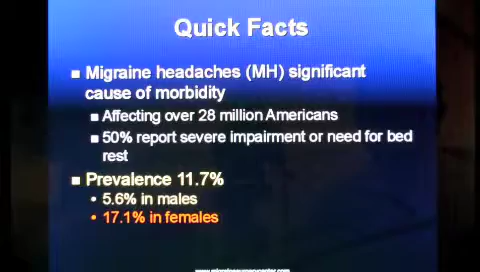 Quick Facts
Migraine headaches (MH) significant
cause of morbidity
Affecting over 28 million Americans
50% report severe impairment or need for bed
rest
Prevalence 11.7%
5.6% in males
17.1% in females